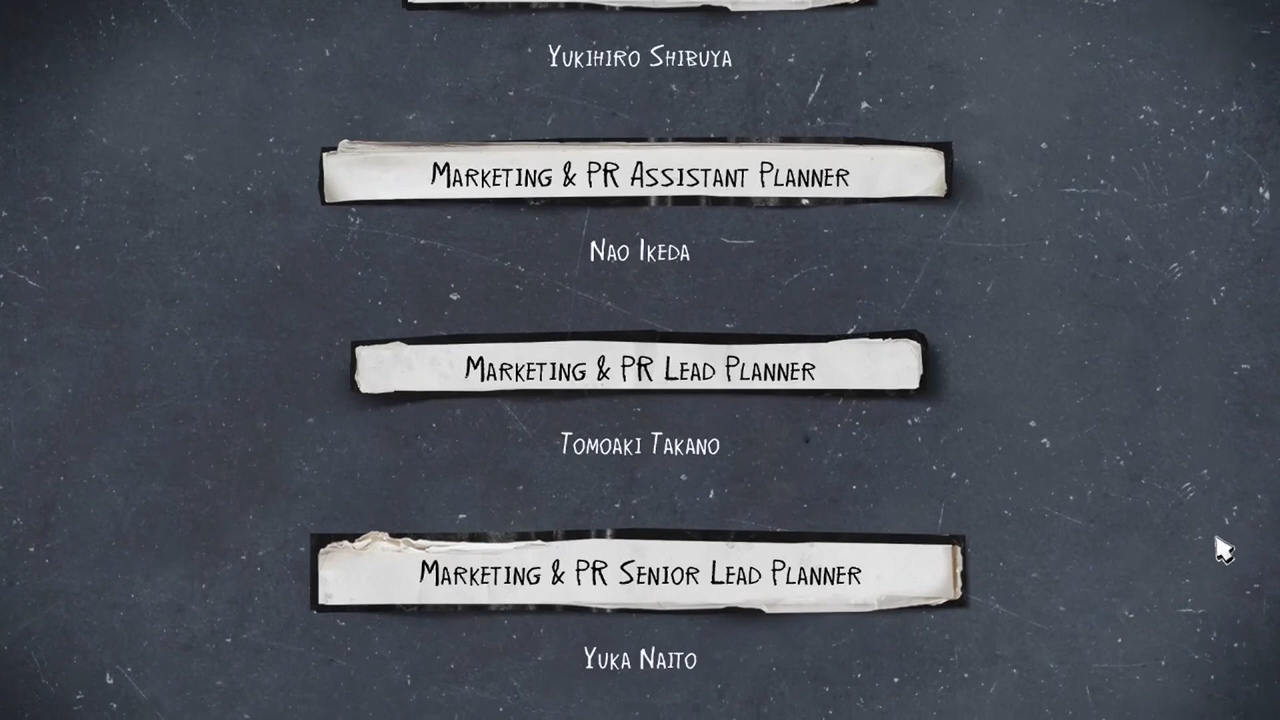 Yukihiro Shibuya
Marketing & PR Assistant Planner
Nao Ikeda
Marketing & PR Lead Planner
Tomoaki Takano
Marketing & PR Senior Lead Planner
Yuka Naito